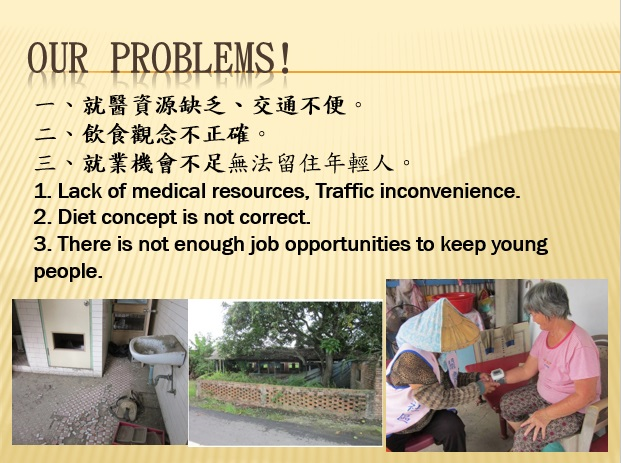 OUR PROBLEMS!
一、就醫資源缺乏、交通不便。
二、飲食觀念不正確。
三、就業機會不足無法留住年輕人。
1. Lack of medical resources, Traffic inconvenience.
2. Diet concept is not correct.
3. There is not enough job opportunities to keep young
people.